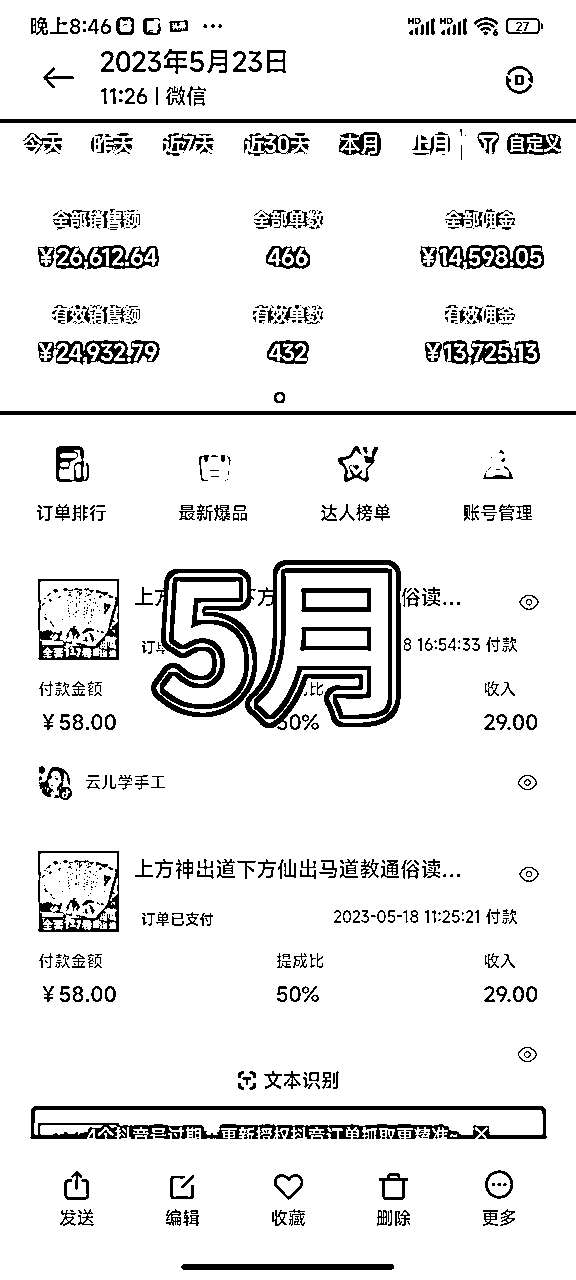 晚上8:46
27
2023年5月23日
11:26 | 微信
今天 昨天 近7天 近30天 本月 上月 自定义
全部销售额 全部单数 全部佣金
¥26,612.64 466 ¥14,598.05
有效销售额 有效单数 有效佣金
¥24,932.79 432 ¥13,725.13
订单排行 最新爆品 达人榜单 账号管理
上方 下方 俗读...
5月
订 8 16:54:33 付款
付款金额 比 收入
¥58.00 50% 29.00
云儿学手工
上方神出道下方仙出马道教通俗读...
订单已支付 2023-05-18 11:25:21 付款
付款金额 提成比 收入
¥58.00 50% 29.00
文本识别
4个抖音号过期，更新授权抖音订单抓取更精准~
发送 编辑 收藏 删除 更多